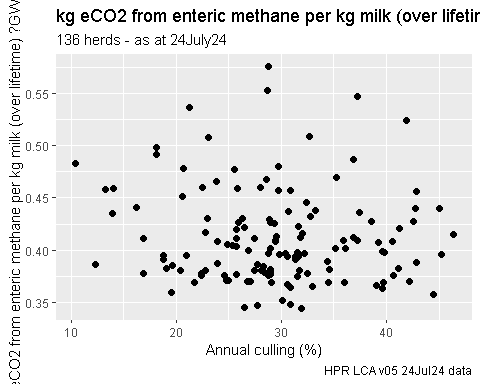 kg eCO2 from enteric methane per kg milk (over lifetir
136 herds - as at 24July24
eCO2 from enteric methane per kg milk (over lifetime) ?GW
0.55
0.50
0.45
0.40
0.35
10 20 30 40
Annual culling (%)
HPR LCA v05 24Jul24 data